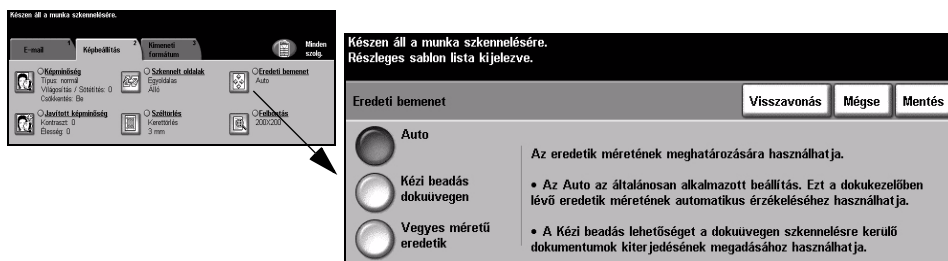 Készen áll a munka szkennelésére.
E-mail 1
Képbeállítás 2
Kimeneti formátum 3
Minden szolg.
Képminőség
Típus: normál
Világosítás / Sötétítés: 0
Csökkentés: Be
Szkennelt oldalak
Egyoldalas
Álló
Eredeti bemenet
Auto
Javított képminőség
Kontraszt: 0
Élesség: 0
Széltörlés
Kerettörlés
3 mm
Felbontás
200X200
Készen áll a munka szkennelésére.
Részleges sablon lista kijelezve.
Eredeti bemenet
Visszavonás
Mégse
Mentés
Auto
Kézi beadás
dokuüvegen
Vegyes méretű
eredetik
Az eredetik méretének meghatározására használhatja.
• Az Auto az általánosan alkalmazott beállítás. Ezt a dokukezelőben
lévő eredetik méretének automatikus érzékeléséhez használhatja.
• A Kézi beadás lehetőséget a dokuüvegen szkennelésre kerülő
dokumentumok kiterjedésének megadásához használhatja.